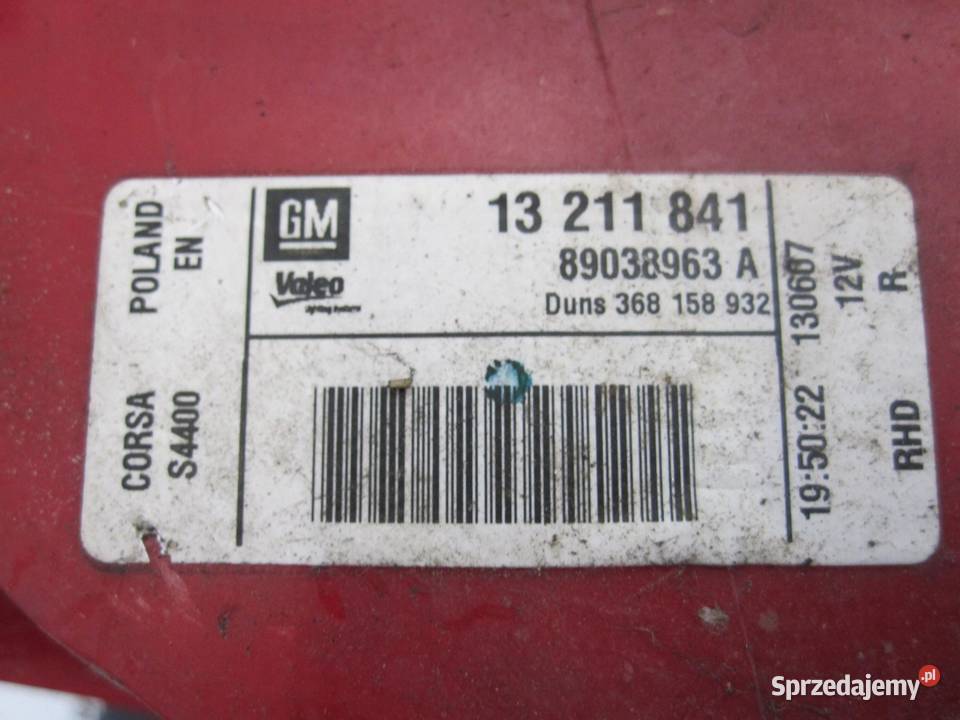 POLAND
EN
CORSA
S4400
GM
Valeo
13 211 841
89038963 A
Duns 368 158 932
19:50:22 130607
12V
R
RHD
Sprzedajemy.pl